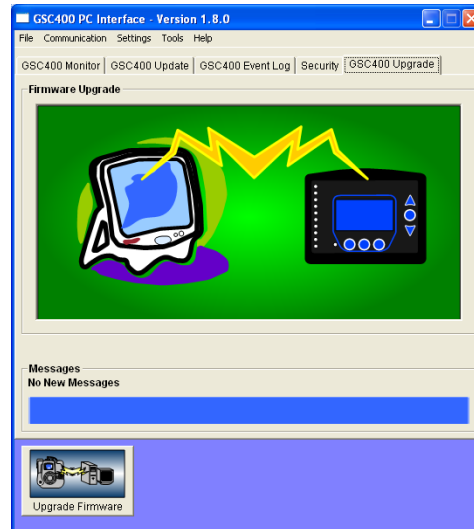 GSC400 PC Interface - Version 1.8.0
File Communication Settings Tools Help
GSC400 Monitor GSC400 Update GSC400 Event Log Security GSC400 Upgrade
Firmware Upgrade
Messages
No New Messages
Upgrade Firmware